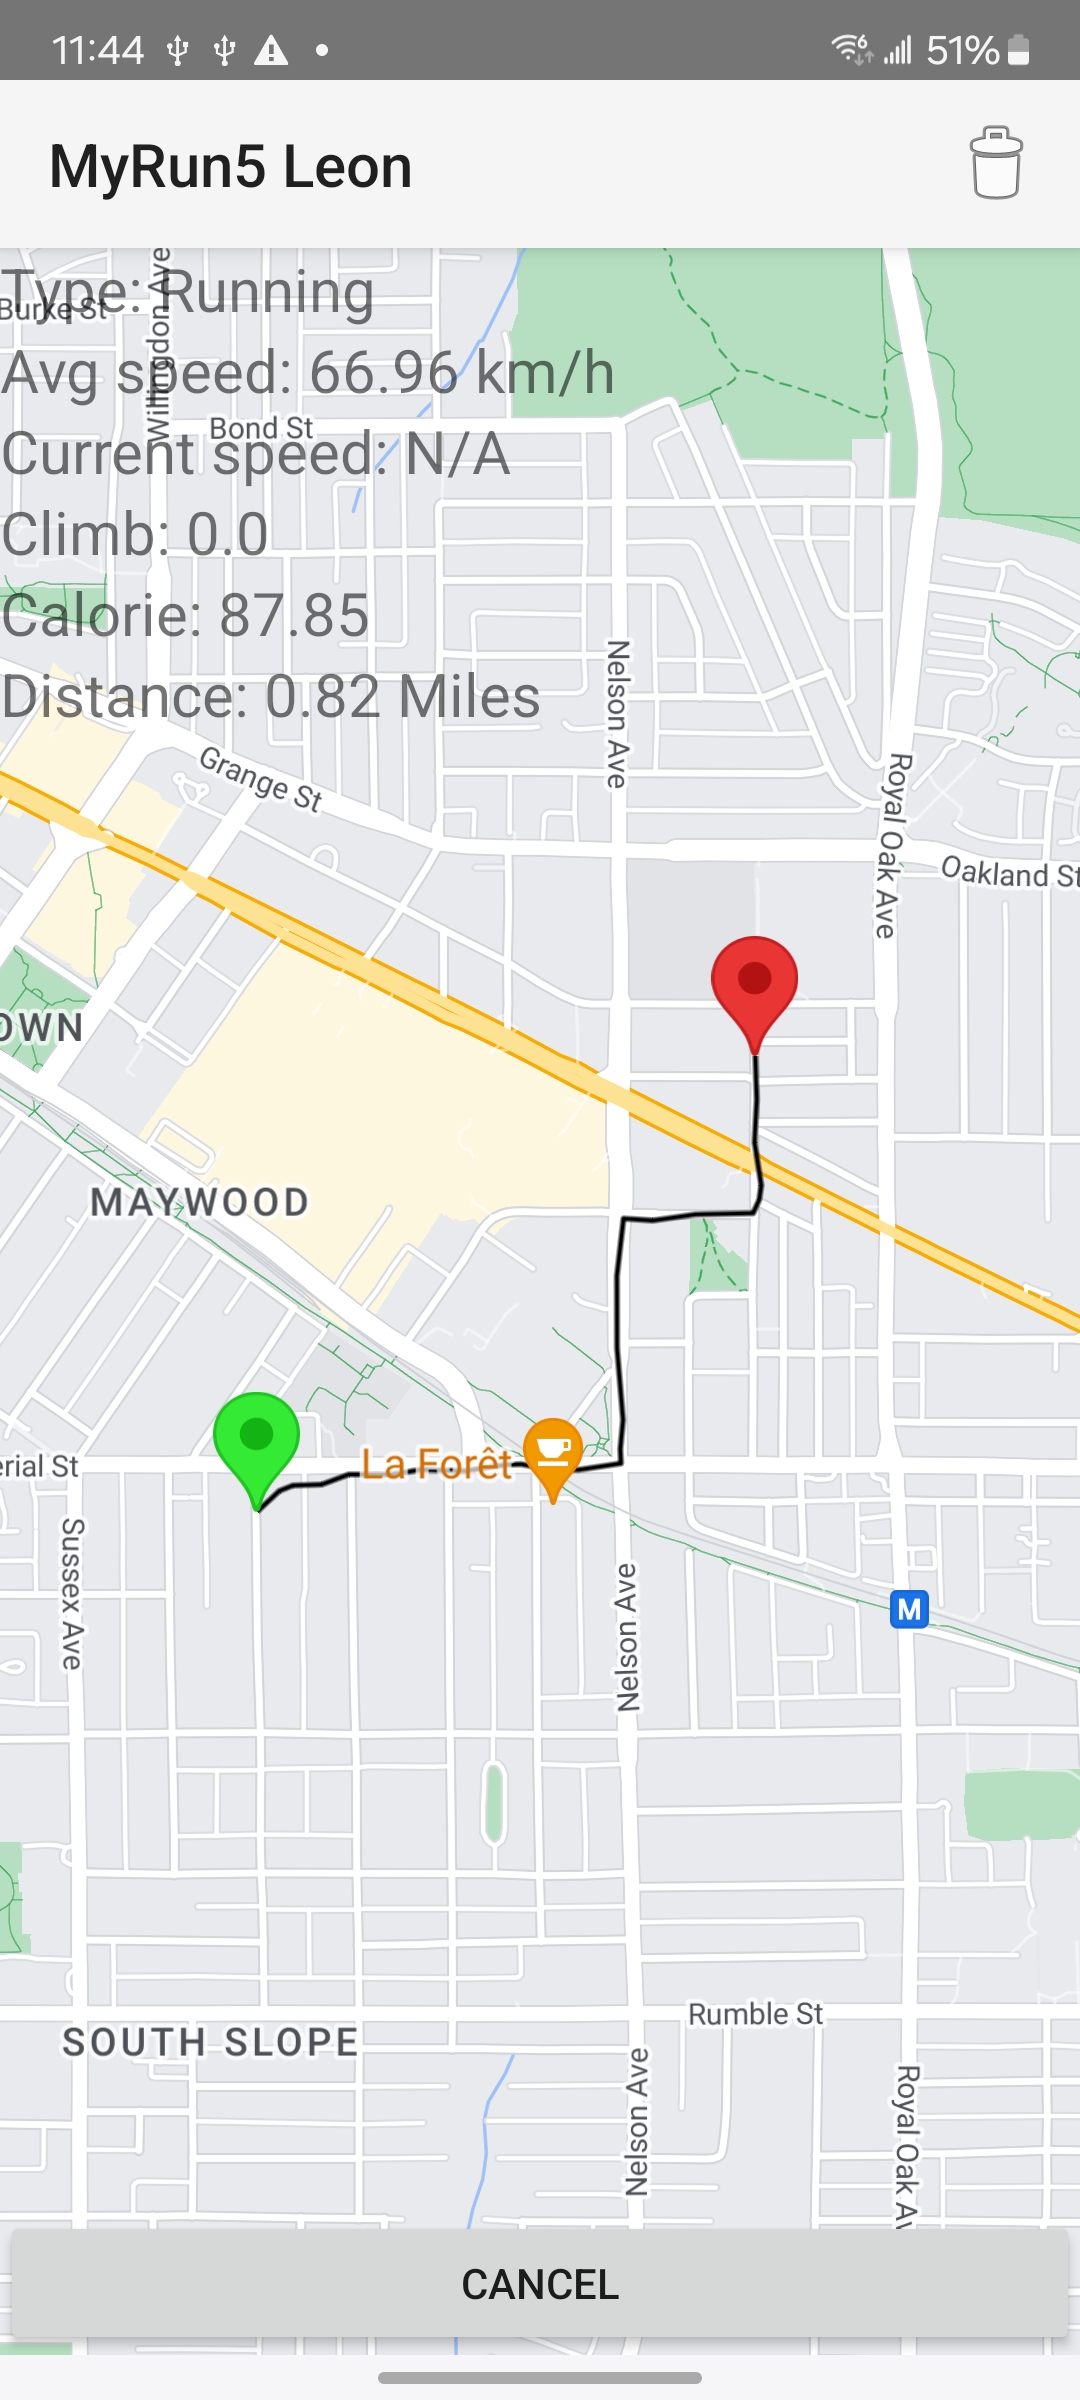 11:44
6
51%
MyRun5 Leon
Type: Running
Burke St
Willingdon Ave
Avg speed: 66.96 km/h
Bond St
Current speed: N/A
Climb: 0.0
Calorie: 87.85
Distance: 0.82 Miles
Nelson Ave
Grange St
Royal Oak Ave
Oakland St
OWN
MAYWOOD
La Forêt
erial St
Sussex Ave
Nelson Ave
M
Rumble St
SOUTH SLOPE
Nelson Ave
Royal Oak Av
CANCEL